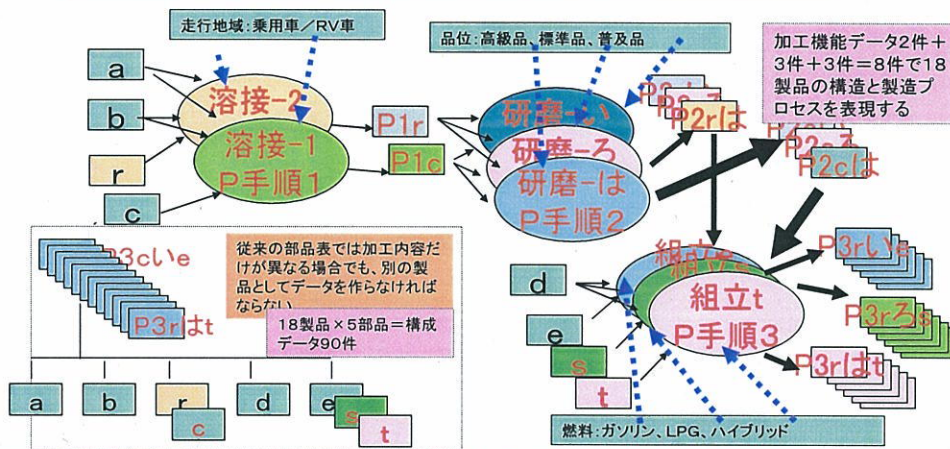 走行地域:乗用車/RV車
品位:高級品、標準品、普及品
加工機能データ2件+
3件+3件=8件で18
製品の構造と製造プ
ロセスを表現する
a
b
r
c
溶接-2
溶接-1
P手順1
P1r
P1c
研磨-い
研磨-ろ
研磨-は
P手順2
P2rは
P2cは
P3cいe
P3rはt
従来の部品表では加工内容だ
けが異なる場合でも、別の製
品としてデータを作らなければ
ならない
18製品×5部品=構成
データ90件
a
b
r
c
d
e
s
t
d
e
s
t
組立t
P手順3
P3rいe
P3rろs
P3rはt
燃料:ガソリン、LPG、ハイブリッド